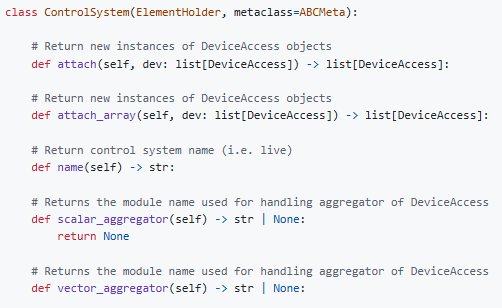 class ControlSystem(ElementHolder, metaclass=ABCMeta):
    # Return new instances of DeviceAccess objects
    def attach(self, dev: list[DeviceAccess]) -> list[DeviceAccess]:
    # Return new instances of DeviceAccess objects
    def attach_array(self, dev: list[DeviceAccess]) -> list[DeviceAccess]:
    # Return control system name (i.e. live)
    def name(self) -> str:
    # Returns the module name used for handling aggregator of DeviceAccess
    def scalar_aggregator(self) -> str | None:
        return None
    # Returns the module name used for handling aggregator of DeviceAccess
    def vector_aggregator(self) -> str | None: